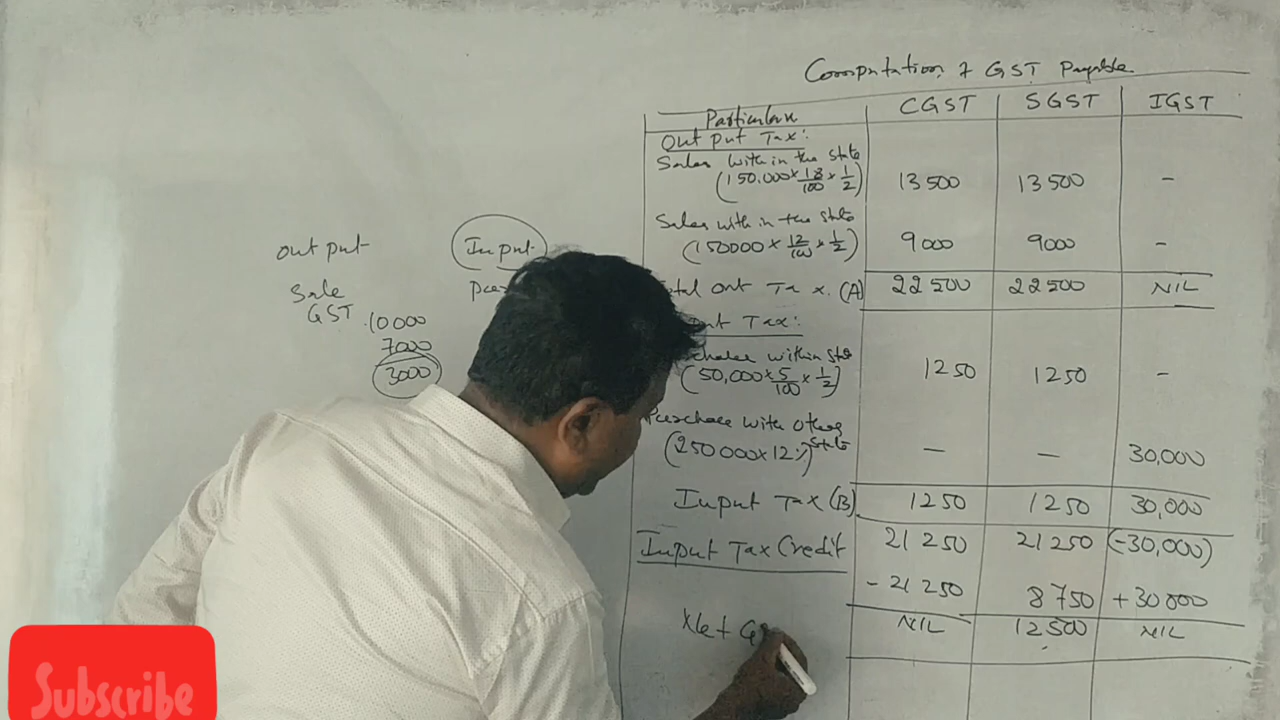 Computation of GST Payable
Particulars CGST SGST IGST
Out put Tax:
Sales with in the state
(150,000 × 18/100 × 1/2) 13500 13500 -
Sales with in the state
(150000 × 12/100 × 1/2) 9000 9000 -
Out Tax. (A) 22500 22500 NIL
Tax:
within state
(50,000 × 5/100 × 1/2) 1250 1250 -
Purchase with other
(250000 × 12%) state - - 30,000
Input Tax (B) 1250 1250 30,000
Input Tax Credit 21250 21250 (-30,000)
- 21250 8750 + 30000
NIL 12500 NIL
Net
out put Input
Sale
GST 10000
7000
3000
Subscribe